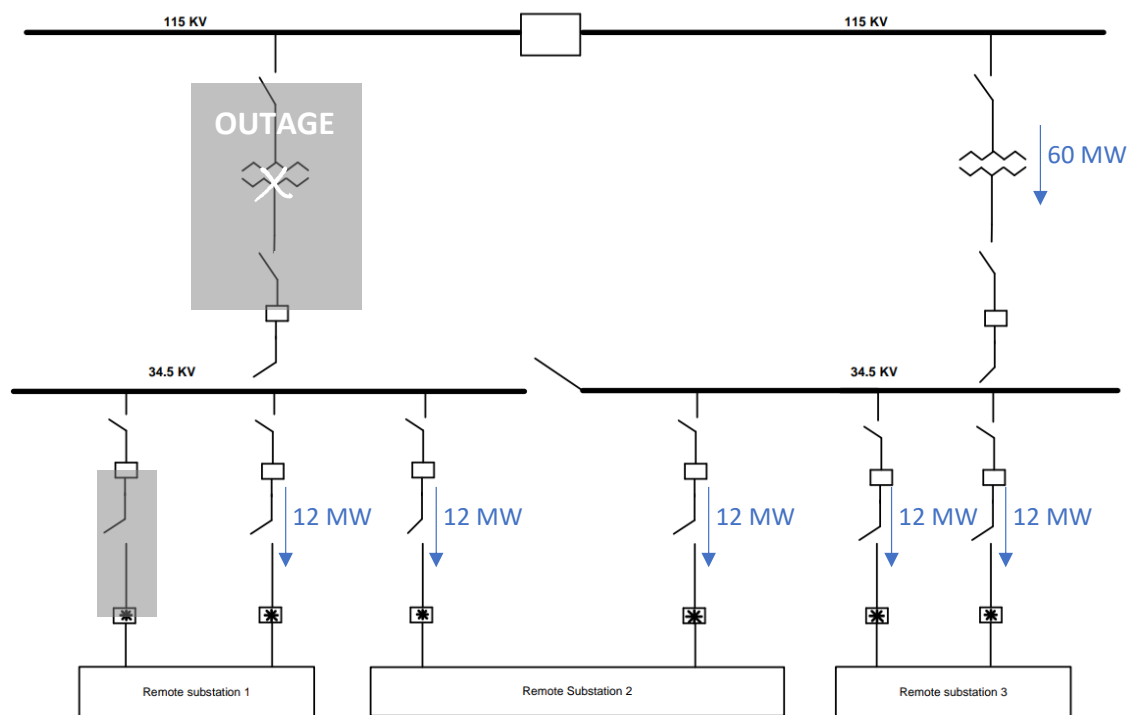 115 KV
115 KV
OUTAGE
60 MW
34.5 KV
34.5 KV
12 MW
12 MW
12 MW
12 MW
12 MW
Remote substation 1
Remote Substation 2
Remote substation 3